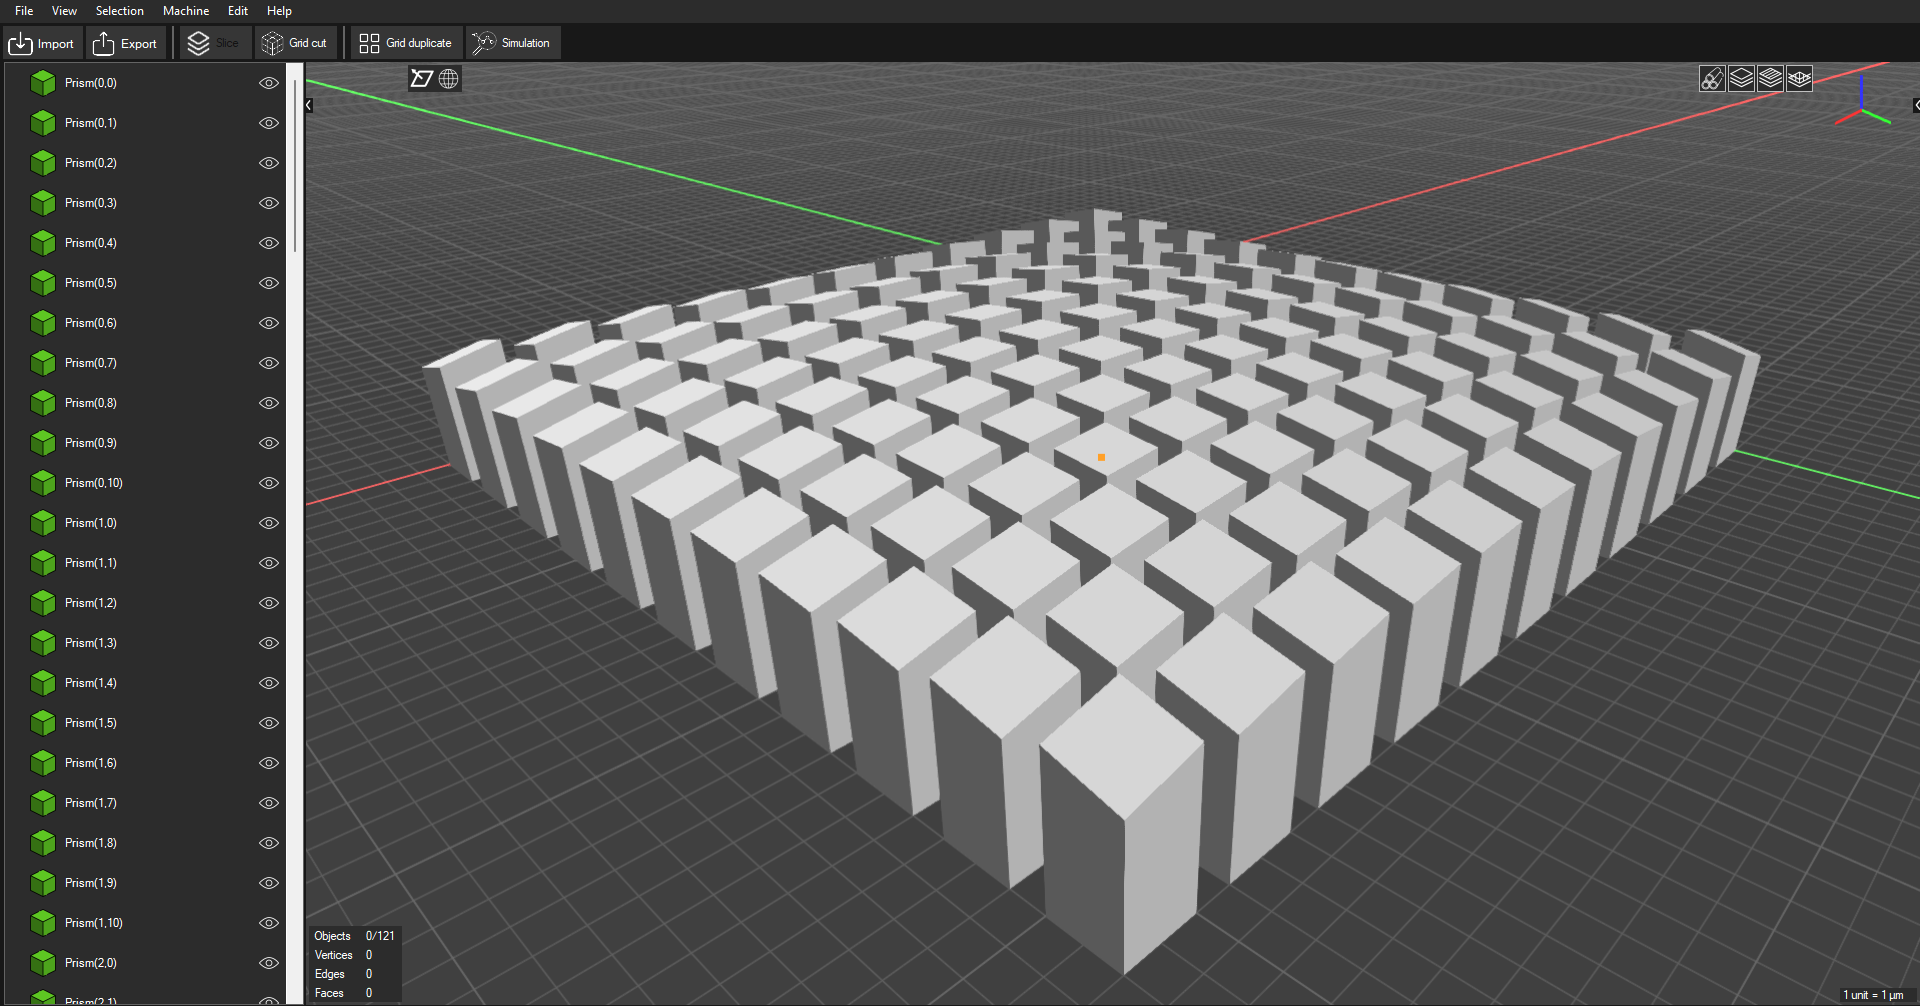 File View Selection Machine Edit Help
Import Export Slice Grid cut Grid duplicate Simulation
Prism(0,0)
Prism(0,1)
Prism(0,2)
Prism(0,3)
Prism(0,4)
Prism(0,5)
Prism(0,6)
Prism(0,7)
Prism(0,8)
Prism(0,9)
Prism(0,10)
Prism(1,0)
Prism(1,1)
Prism(1,2)
Prism(1,3)
Prism(1,4)
Prism(1,5)
Prism(1,6)
Prism(1,7)
Prism(1,8)
Prism(1,9)
Prism(1,10)
Prism(2,0)
Prism(2,1)
Objects 0/121
Vertices 0
Edges 0
Faces 0
1 unit = 1 µm